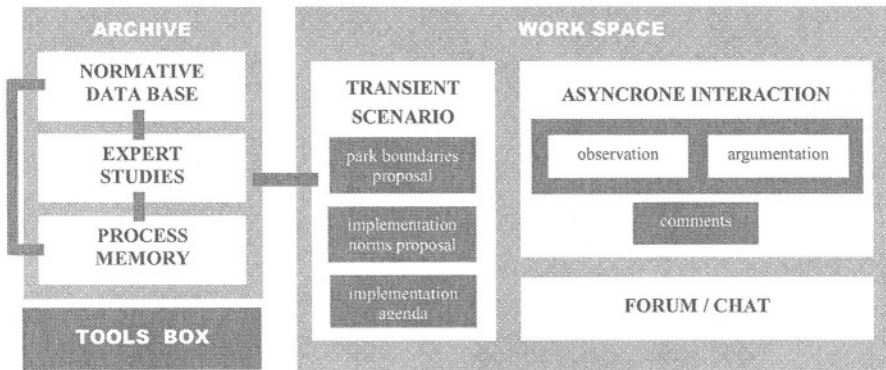 ARCHIVE
NORMATIVE
DATA BASE
EXPERT
STUDIES
PROCESS
MEMORY
TOOLS BOX
WORK SPACE
TRANSIENT
SCENARIO
park boundaries
proposal
implementation
norms proposal
implementation
agenda
ASYNCRONE INTERACTION
observation
argumentation
comments
FORUM / CHAT